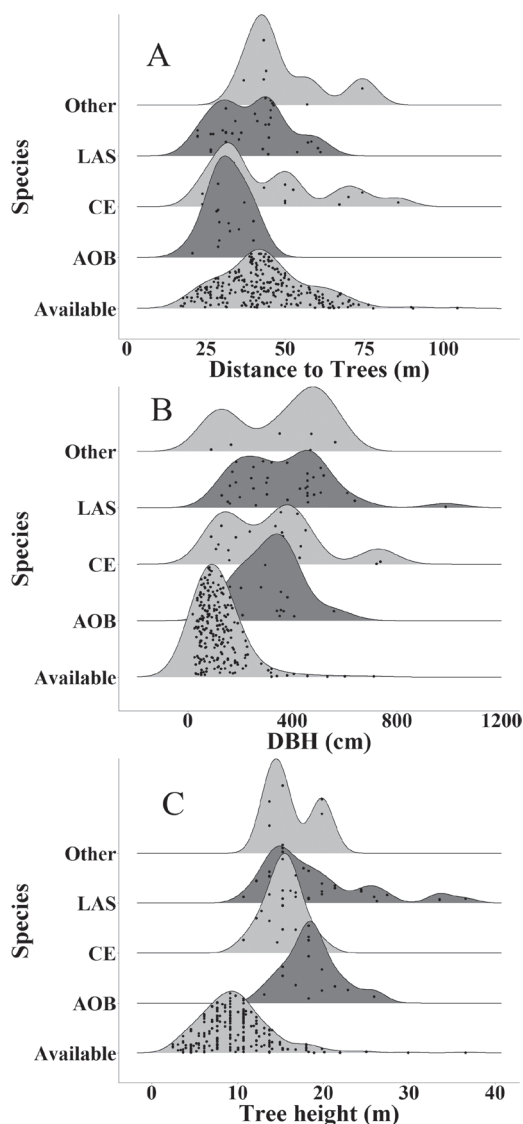 A
Other
LAS
CE
AOB
Available
Species
0 25 50 75 100
Distance to Trees (m)
B
Other
LAS
CE
AOB
Available
Species
0 400 800 1200
DBH (cm)
C
Other
LAS
CE
AOB
Available
Species
0 10 20 30 40
Tree height (m)